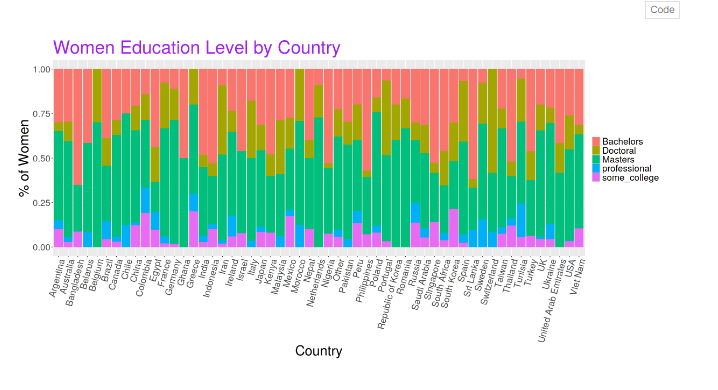 Code
Women Education Level by Country
1.00
0.75
0.50
0.25
0.00
% of Women
Argentina
Australia
Bangladesh
Belarus
Belgium
Brazil
Canada
Chile
China
Colombia
Egypt
France
Germany
Ghana
Greece
India
Indonesia
Iran
Ireland
Israel
Italy
Japan
Kenya
Malaysia
Mexico
Morocco
Nepal
Netherlands
Nigeria
Other
Pakistan
Peru
Philippines
Poland
Portugal
Republic of Korea
Romania
Russia
Saudi Arabia
Singapore
South Africa
South Korea
Spain
Sri Lanka
Sweden
Switzerland
Taiwan
Thailand
Tunisia
Turkey
UK
Ukraine
United Arab Emirates
USA
Viet Nam
Country
Bachelors
Doctoral
Masters
professional
some_college